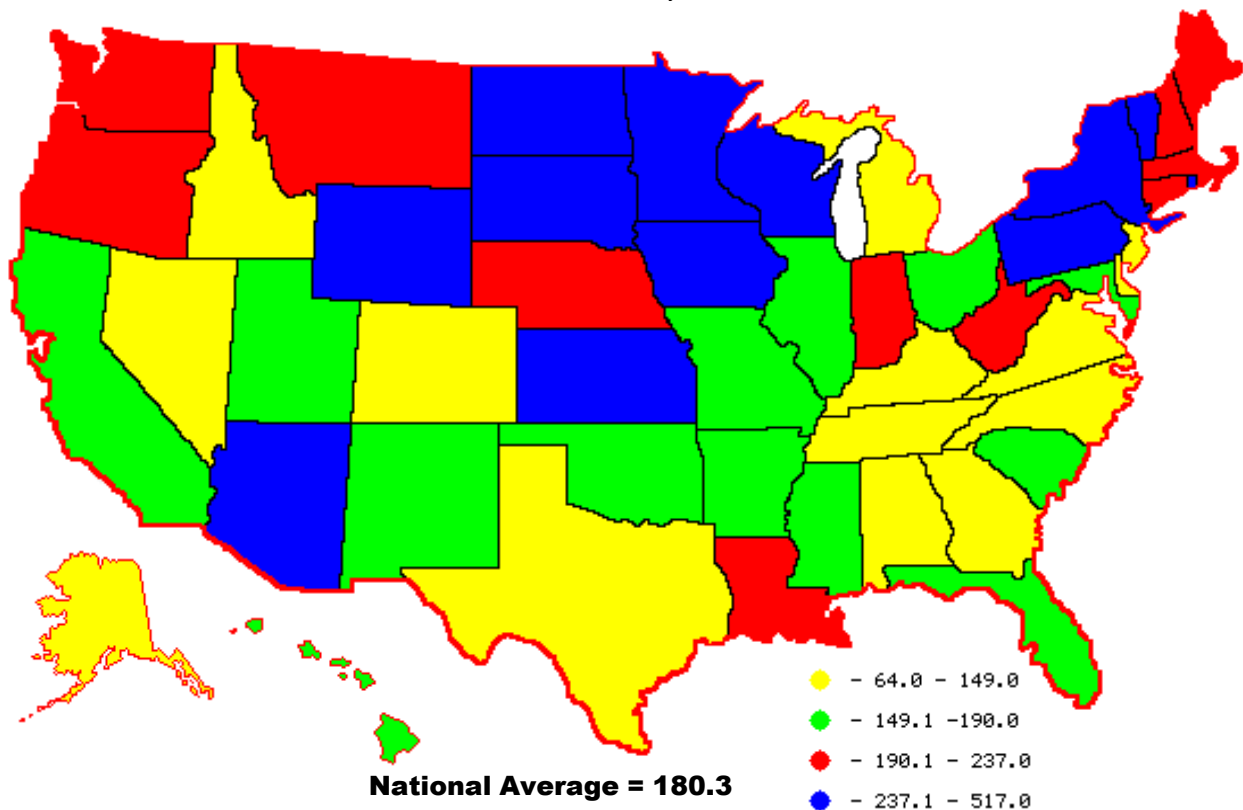 - 64.0 - 149.0
- 149.1 -190.0
- 190.1 - 237.0
- 237.1 - 517.0
National Average = 180.3